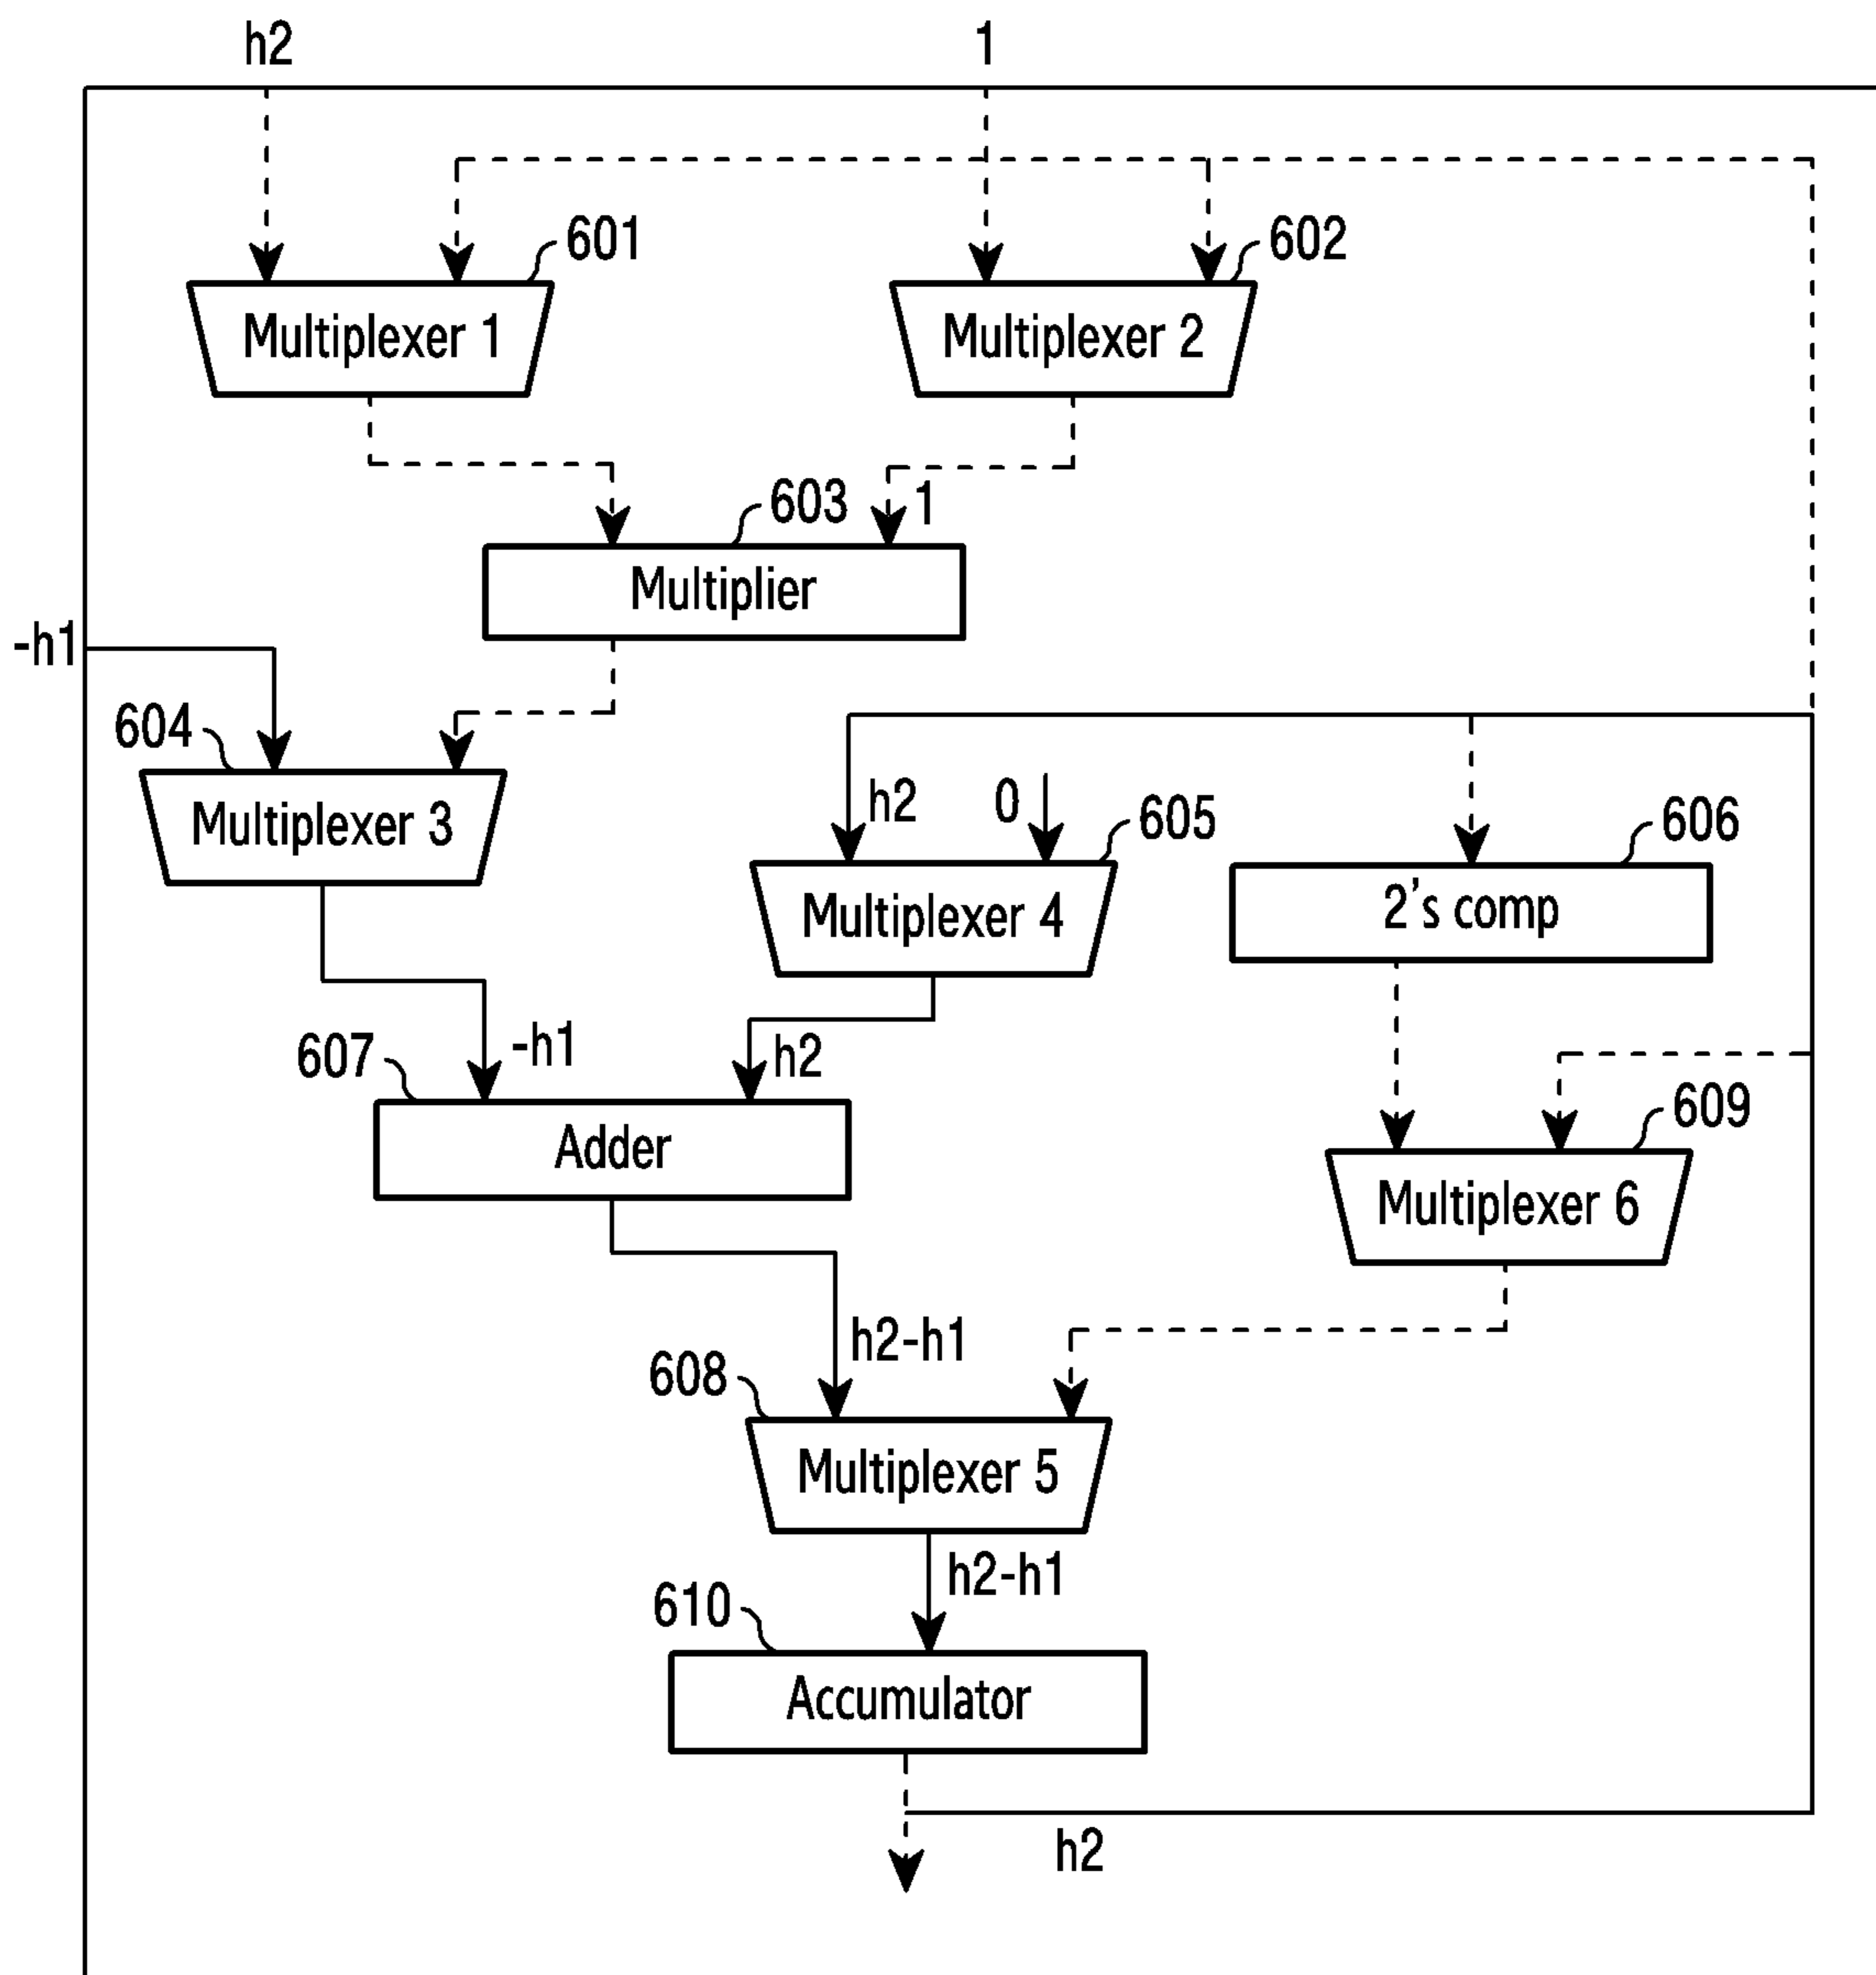 h2
1
601
602
Multiplexer 1
Multiplexer 2
603
1
Multiplier
-h1
604
h2
0
605
606
Multiplexer 3
Multiplexer 4
2's comp
607
-h1
h2
609
Adder
Multiplexer 6
h2-h1
608
Multiplexer 5
h2-h1
610
Accumulator
h2